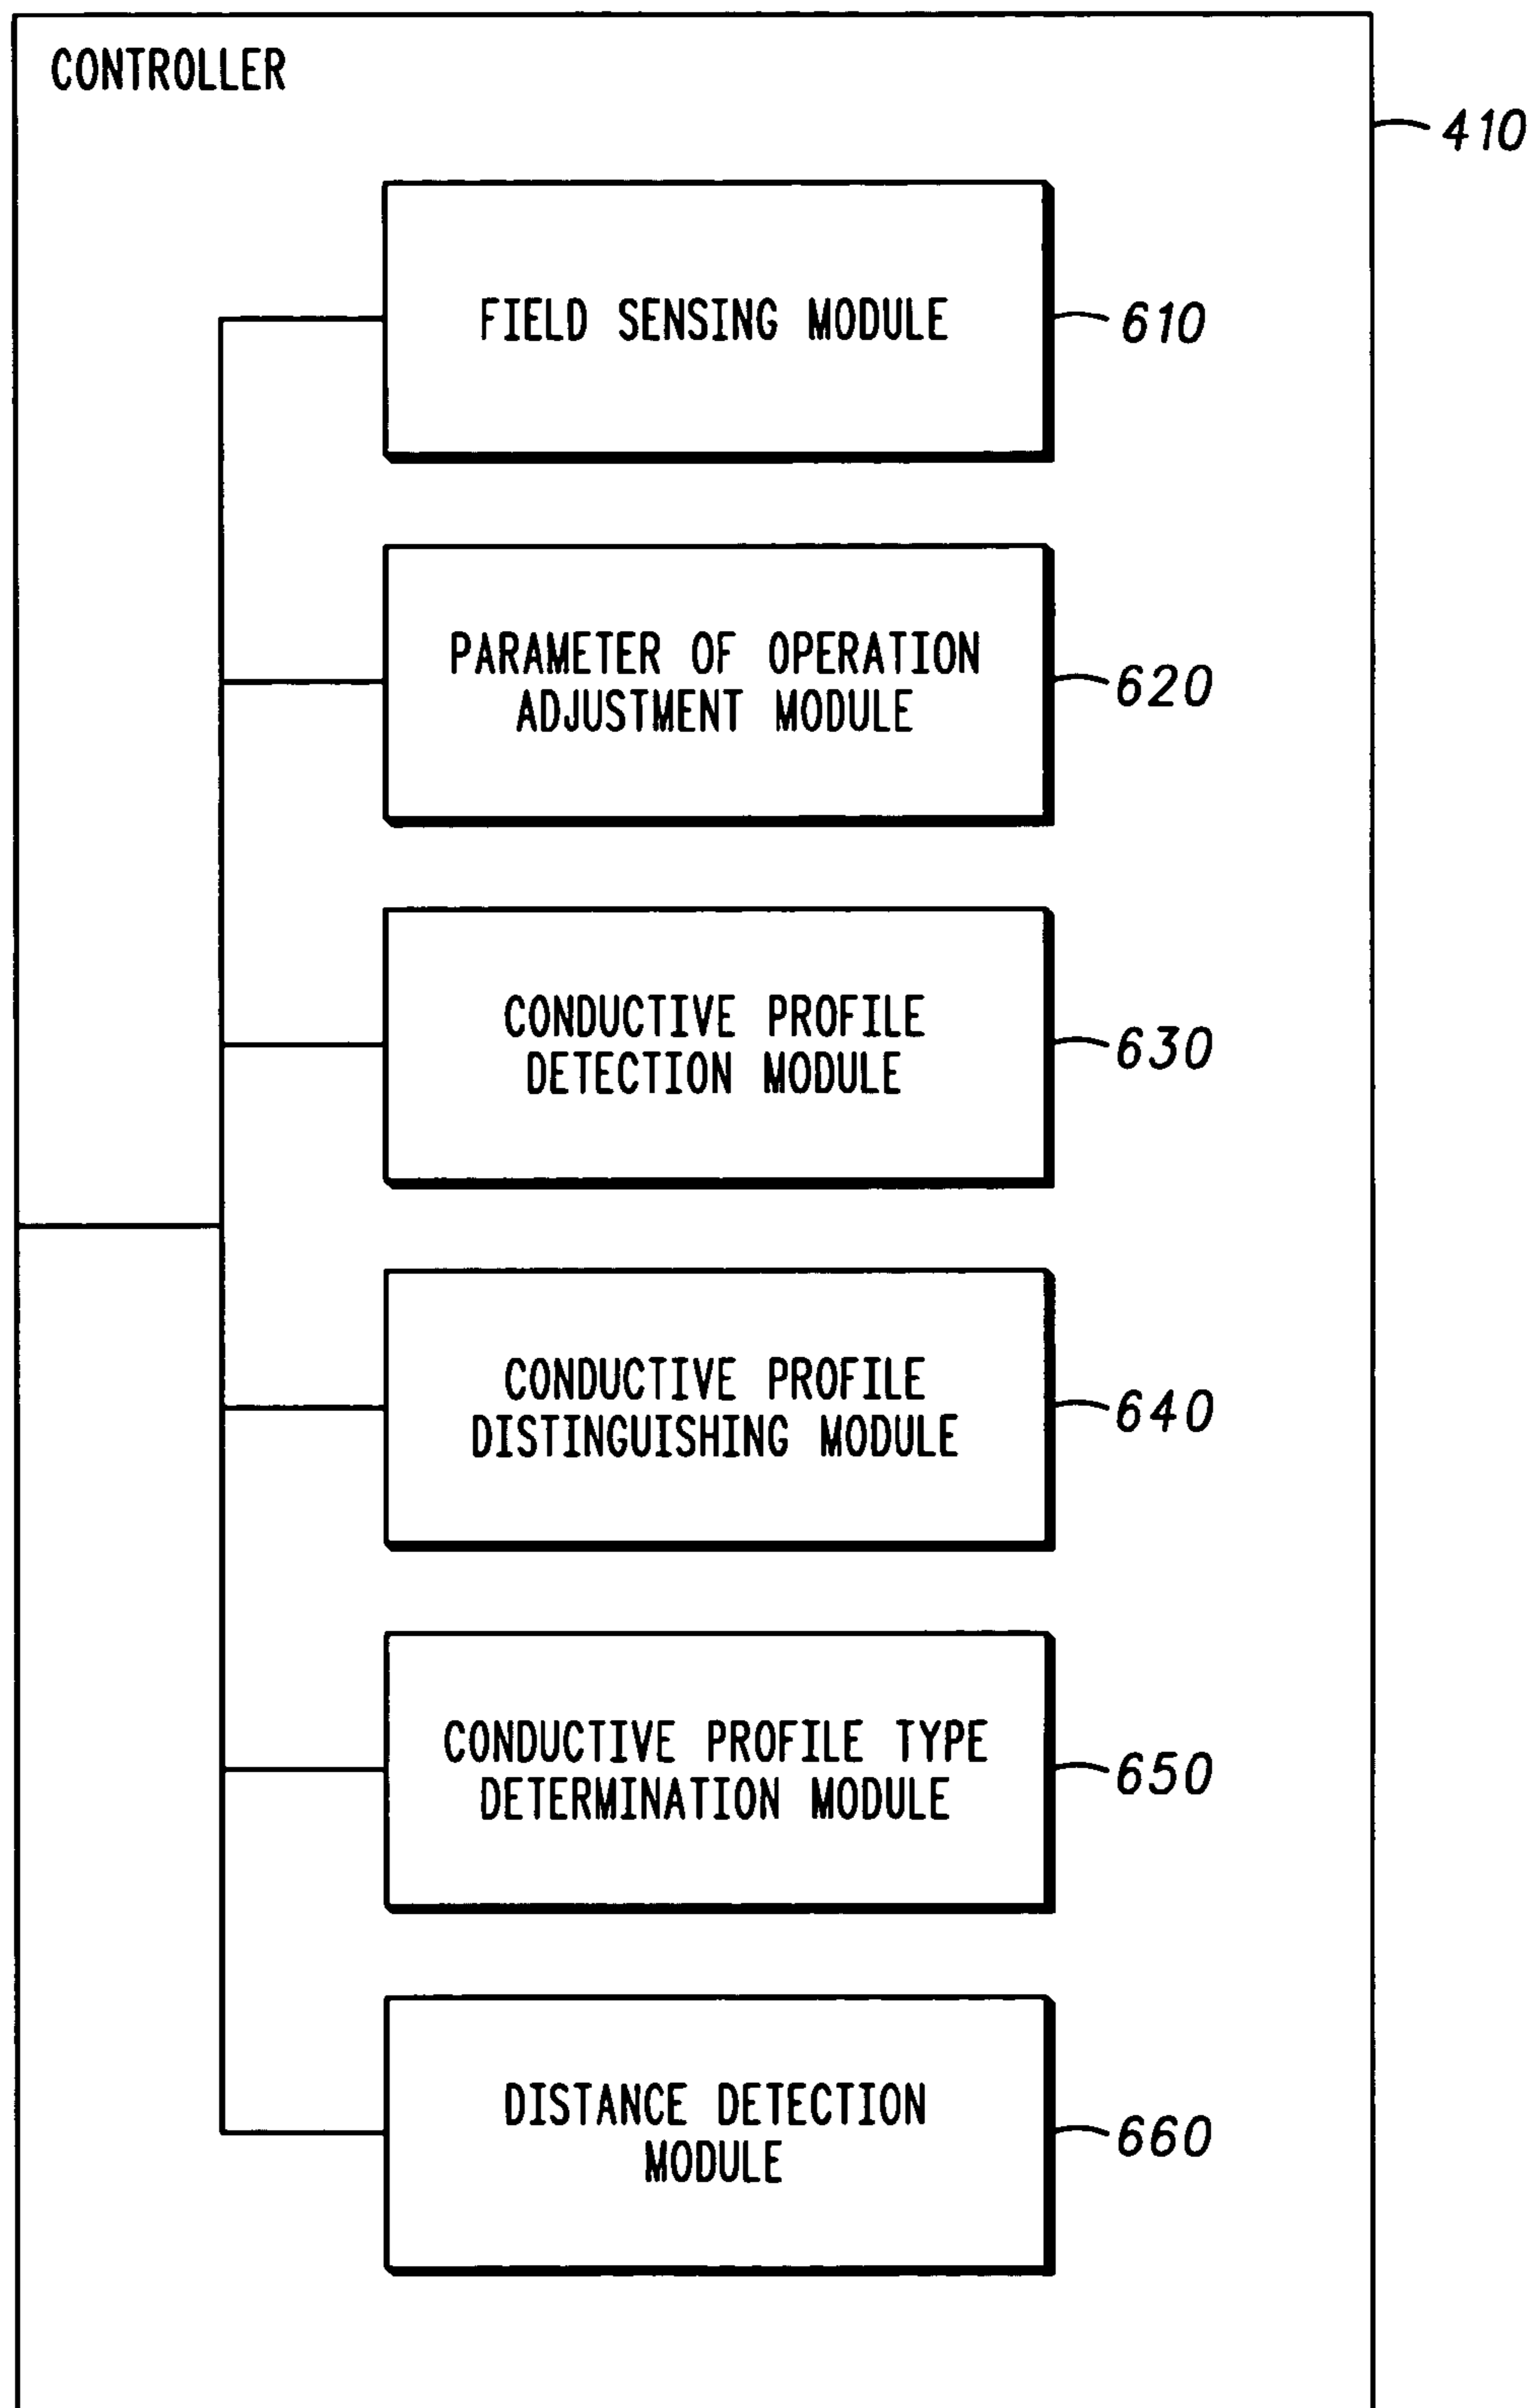 CONTROLLER
410
FIELD SENSING MODULE
610
PARAMETER OF OPERATION
ADJUSTMENT MODULE
620
CONDUCTIVE PROFILE
DETECTION MODULE
630
CONDUCTIVE PROFILE
DISTINGUISHING MODULE
640
CONDUCTIVE PROFILE TYPE
DETERMINATION MODULE
650
DISTANCE DETECTION
MODULE
660